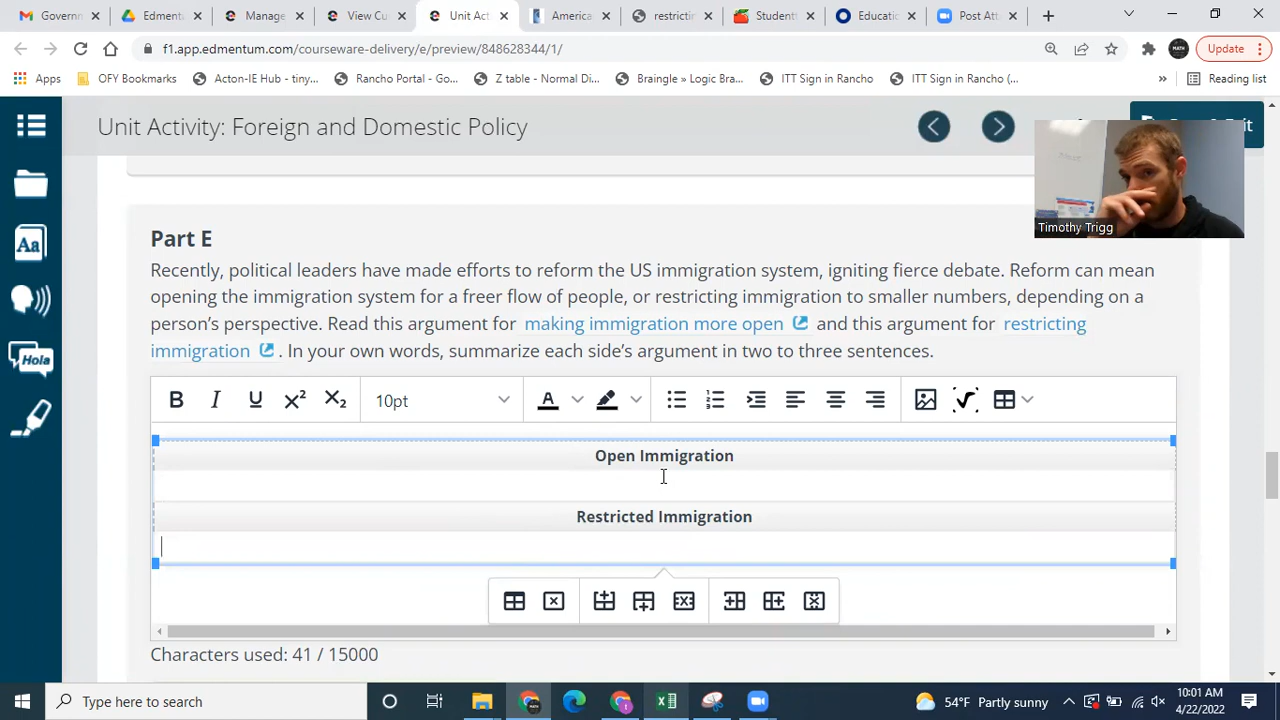 Gmail
Edment
Manage
View Cu
Unit Act
America
restricti
Student
Educatio
Post Att
f1.app.edmentum.com/courseware-delivery/e/preview/848628344/1/
Update
Apps
OFY Bookmarks
Acton-IE Hub - tiny...
Rancho Portal - Go...
Z table - Normal Di...
Braingle » Logic Bra...
ITT Sign in Rancho
ITT Sign in Rancho (...
»
Reading list
Unit Activity: Foreign and Domestic Policy
Timothy Trigg
Part E
Recently, political leaders have made efforts to reform the US immigration system, igniting fierce debate. Reform can mean
opening the immigration system for a freer flow of people, or restricting immigration to smaller numbers, depending on a
person's perspective. Read this argument for making immigration more open and this argument for restricting
immigration . In your own words, summarize each side's argument in two to three sentences.
B I U X² X₂ 10pt A
Open Immigration
Restricted Immigration
Characters used: 41 / 15000
Aa
Hola
Type here to search
54°F Partly sunny
10:01 AM
4/22/2022